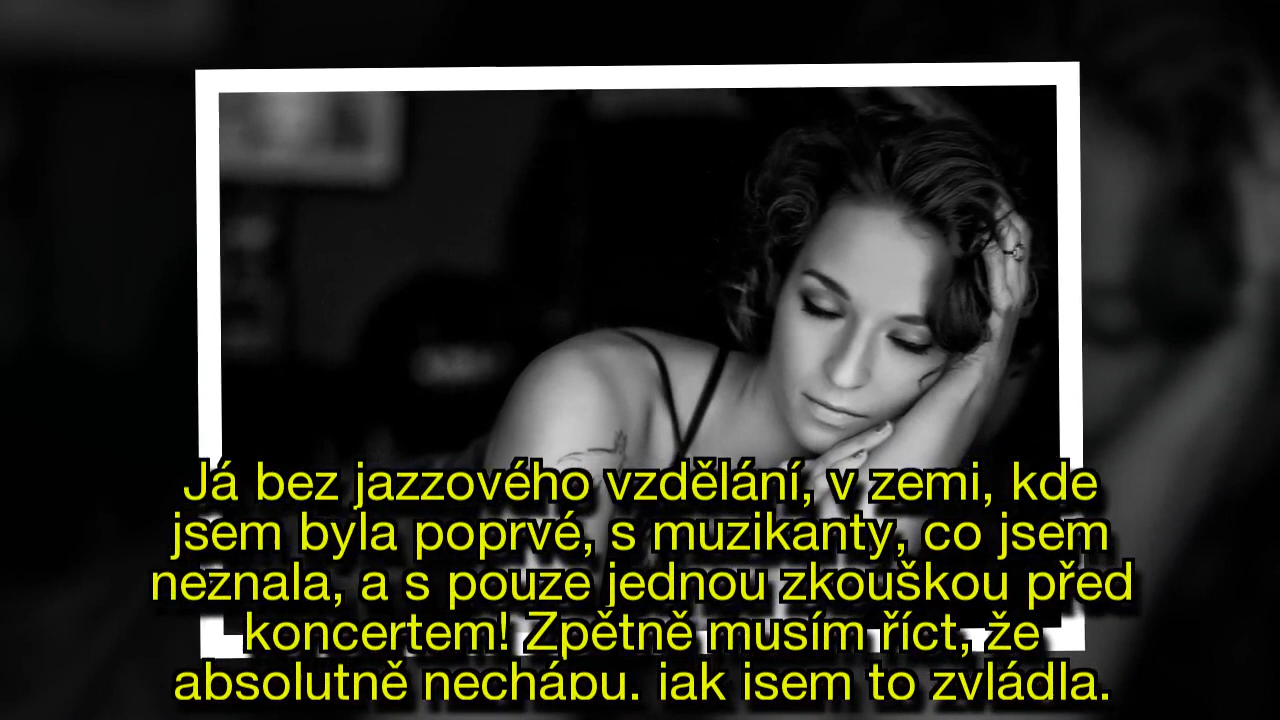 Já bez jazzového vzdělání, v zemi, kde
jsem byla poprvé, s muzikanty, co jsem
neznala, a s pouze jednou zkouškou před
koncertem! Zpětně musím říct, že
absolutně nechápu, jak jsem to zvládla.